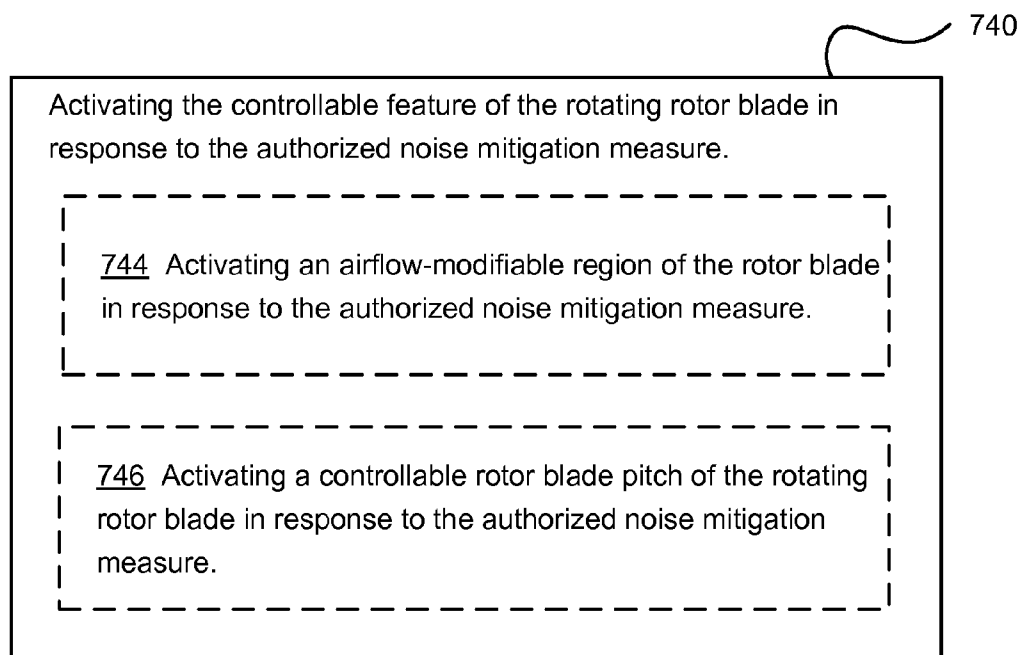 740
Activating the controllable feature of the rotating rotor blade in
response to the authorized noise mitigation measure.
744 Activating an airflow-modifiable region of the rotor blade
in response to the authorized noise mitigation measure.
746 Activating a controllable rotor blade pitch of the rotating
rotor blade in response to the authorized noise mitigation
measure.